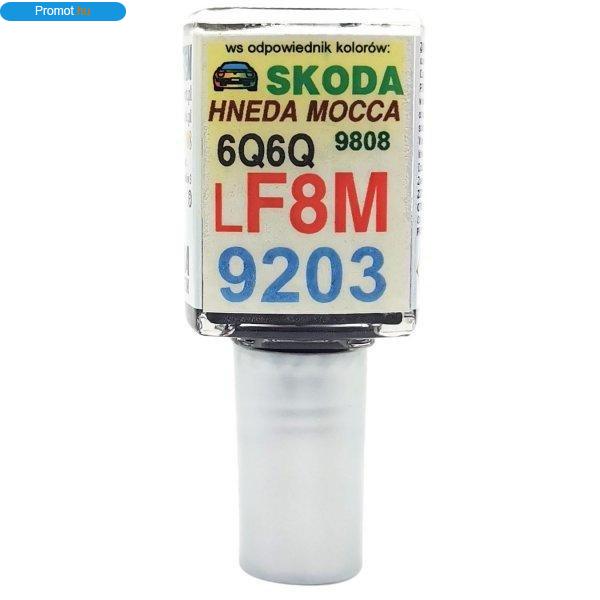 Promot.hu
ws odpowiednik kolorów:
SKODA
HNEDA MOCCA
6Q6Q 9808
LF8M
9203